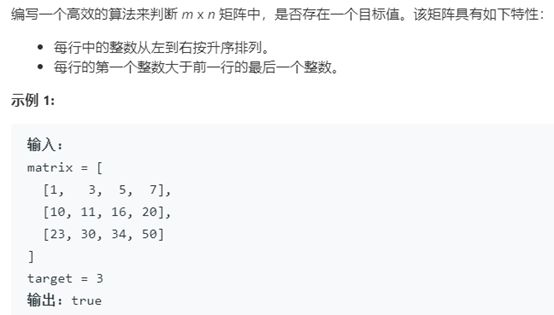 编写一个高效的算法来判断 m x n 矩阵中，是否存在一个目标值。该矩阵具有如下特性：
• 每行中的整数从左到右按升序排列。
• 每行的第一个整数大于前一行的最后一个整数。
示例 1:
输入:
matrix = [
  [1,   3,  5,  7],
  [10, 11, 16, 20],
  [23, 30, 34, 50]
]
target = 3
输出: true